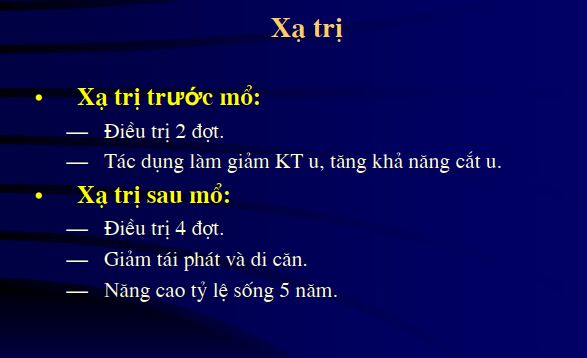 Xạ trị
• Xạ trị trước mổ:
— Điều trị 2 đợt.
— Tác dụng làm giảm KT u, tăng khả năng cắt u.
• Xạ trị sau mổ:
— Điều trị 4 đợt.
— Giảm tái phát và di căn.
— Năng cao tỷ lệ sống 5 năm.